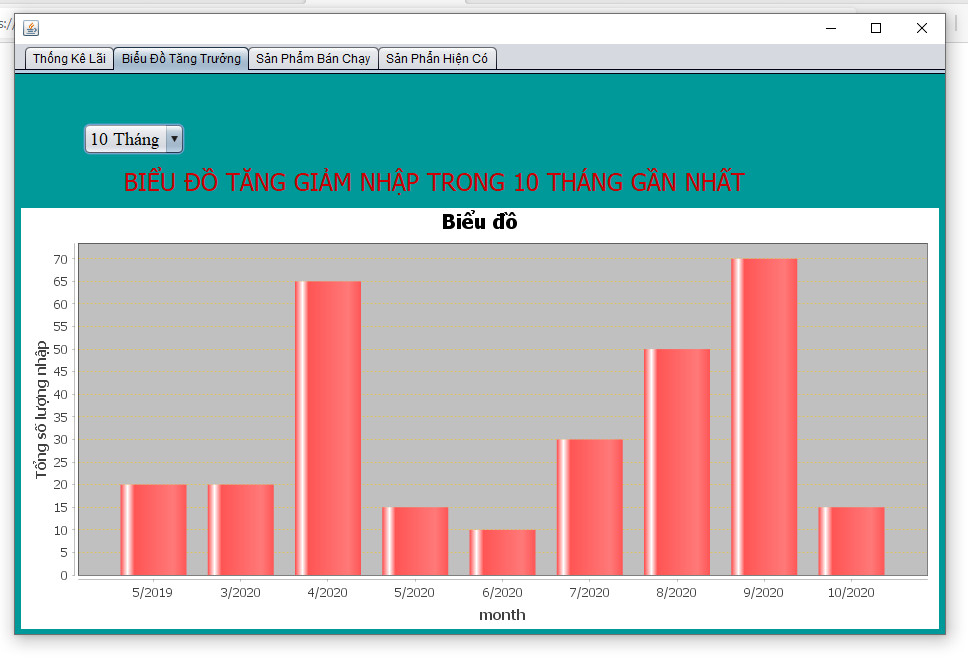 s://
Thống Kê Lãi Biểu Đồ Tăng Trưởng Sản Phẩm Bán Chạy Sản Phẩn Hiện Có
10 Tháng
BIỂU ĐỒ TĂNG GIẢM NHẬP TRONG 10 THÁNG GẦN NHẤT
Biểu đồ
Tổng số lượng nhập
70
65
60
55
50
45
40
35
30
25
20
15
10
5
0
5/2019 3/2020 4/2020 5/2020 6/2020 7/2020 8/2020 9/2020 10/2020
month